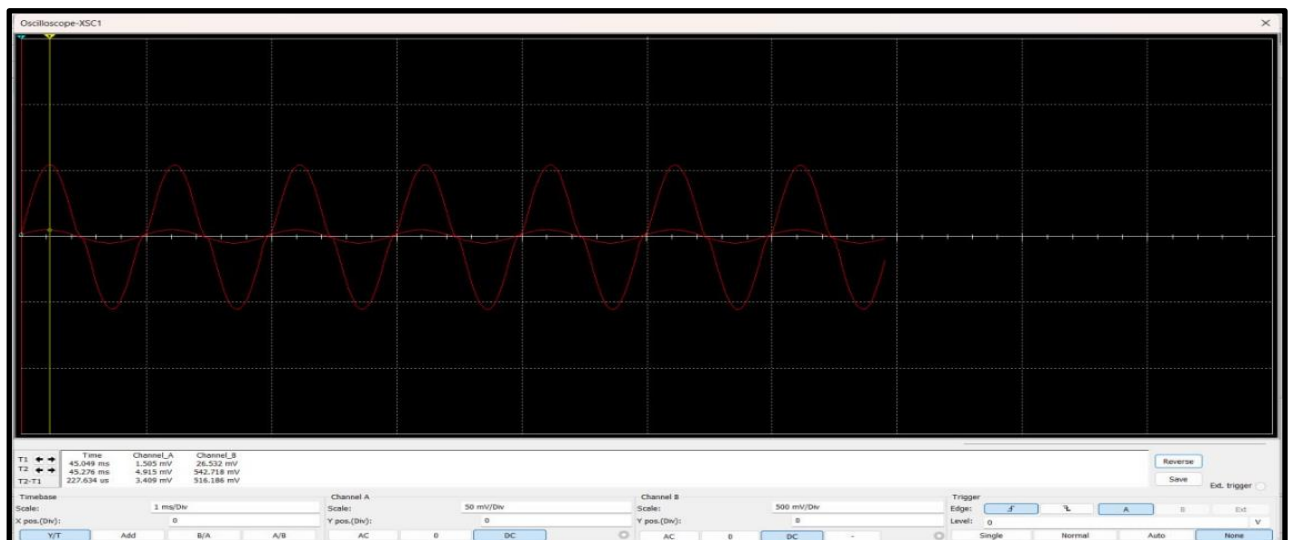 Oscilloscope-XSC1
Time Channel_A Channel_B
T1 45.049 ms 1.505 mV 26.532 mV
T2 45.276 ms 4.915 mV 542.718 mV
T2-T1 227.634 us 3.409 mV 516.186 mV
Reverse
Save
Ext. trigger
Timebase Channel A Channel B Trigger
Scale: 1 ms/Div Scale: 50 mV/Div Scale: 500 mV/Div Edge: A B Ext
X pos.(Div): 0 Y pos.(Div): 0 Y pos.(Div): 0 Level: 0 V
Y/T Add B/A A/B AC 0 DC AC 0 DC - Single Normal Auto None